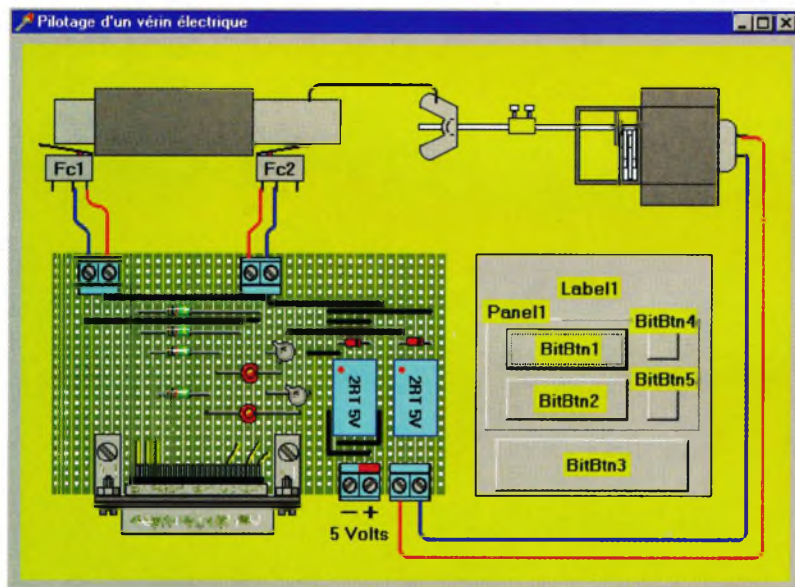 Pilotage d'un vérin électrique
Fc1
Fc2
Label1
Panel1
BitBtn4
BitBtn1
BitBtn5
BitBtn2
BitBtn3
2RT 5V
2RT 5V
− +
5 Volts